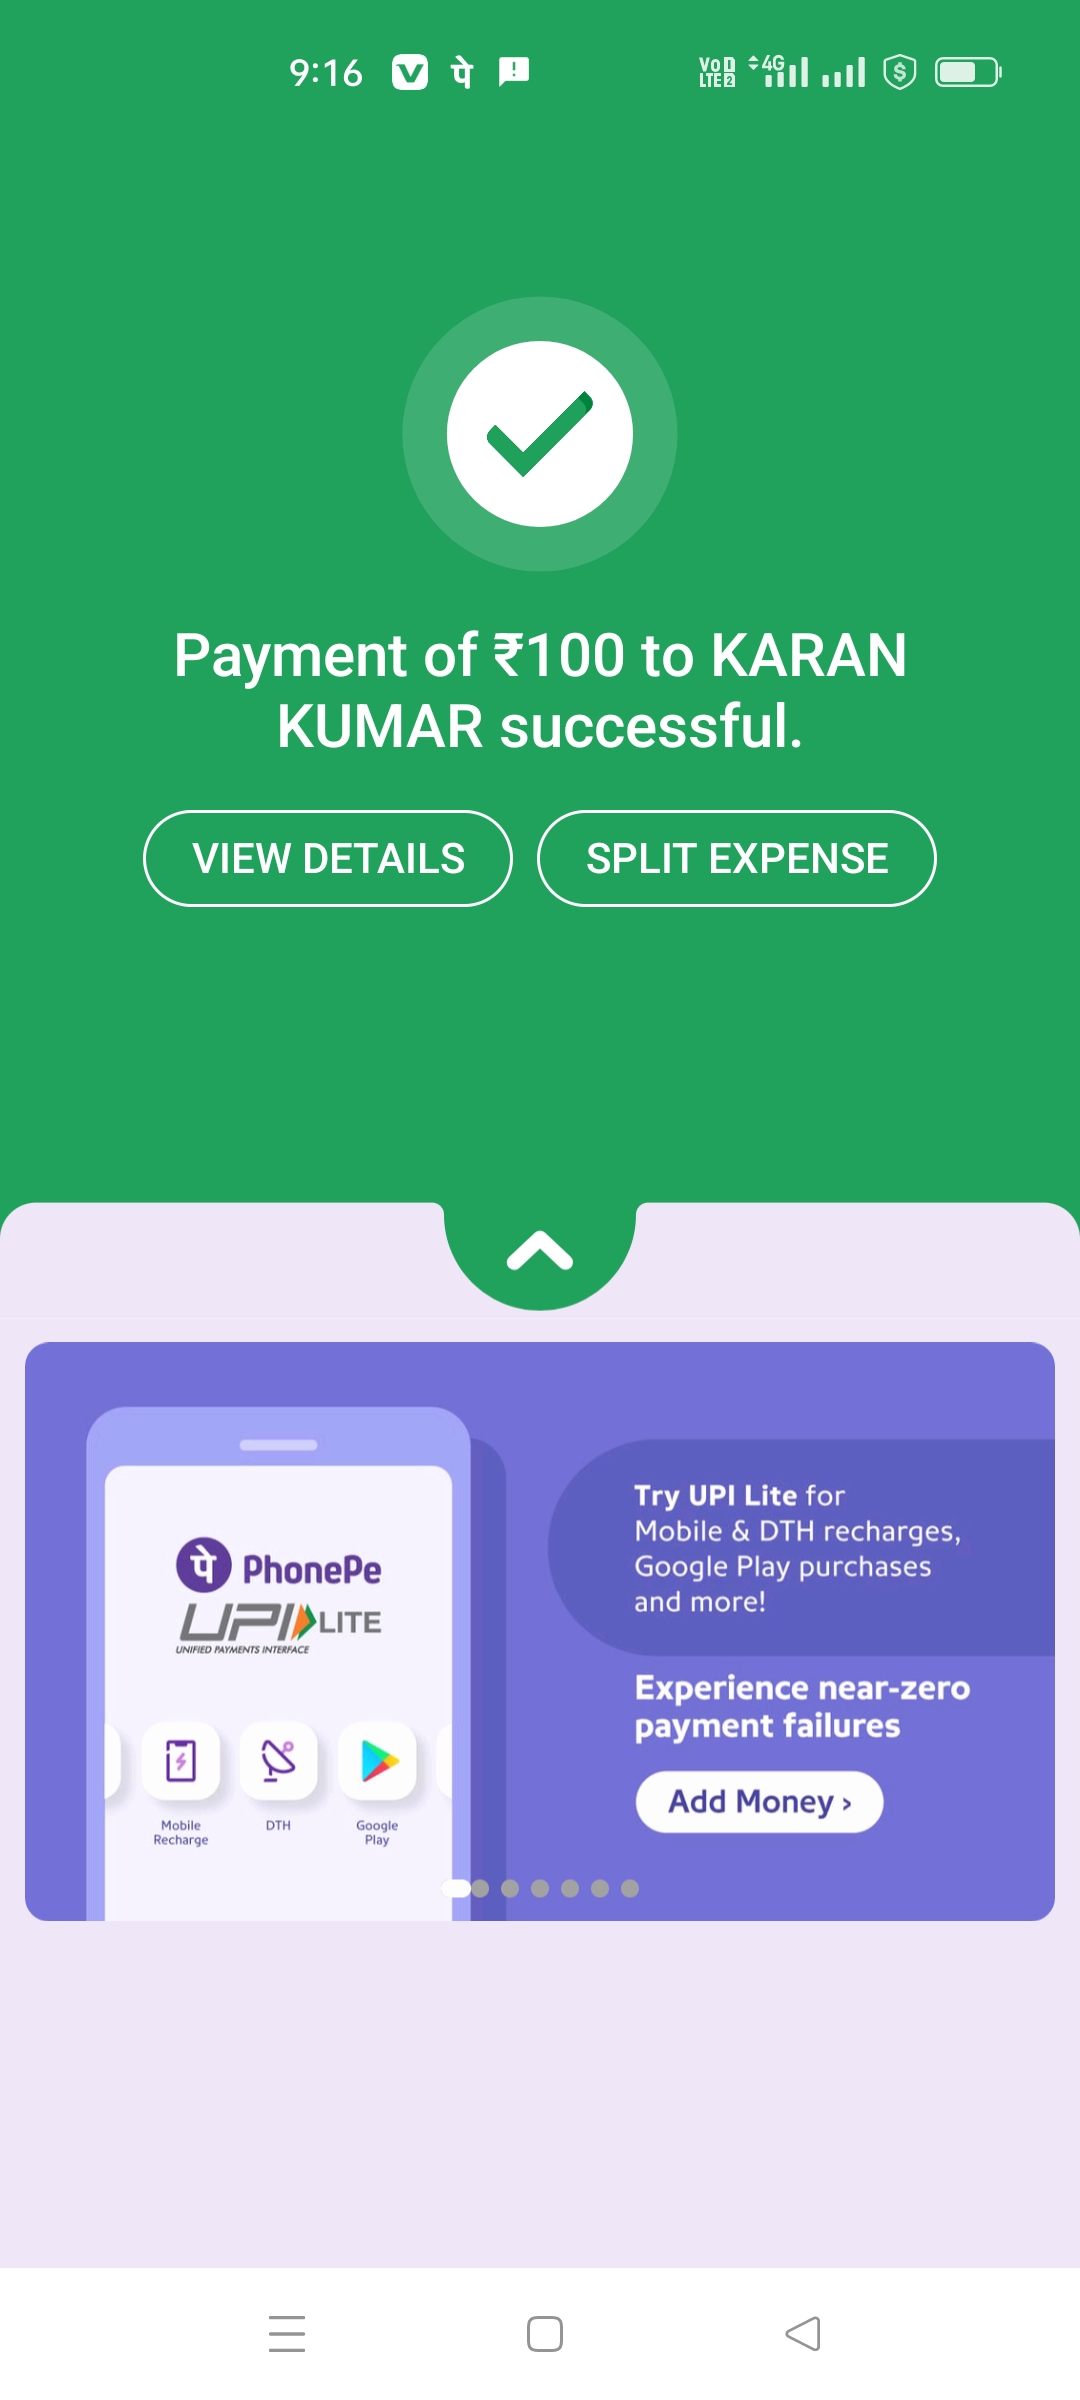 9:16 पे VoD LTE2 4G
Payment of ₹100 to KARAN
KUMAR successful.
VIEW DETAILS SPLIT EXPENSE
Try UPI Lite for
Mobile & DTH recharges,
Google Play purchases
and more!
Experience near-zero
payment failures
Add Money ›
पे PhonePe
UPI LITE
UNIFIED PAYMENTS INTERFACE
Mobile
Recharge
DTH
Google
Play